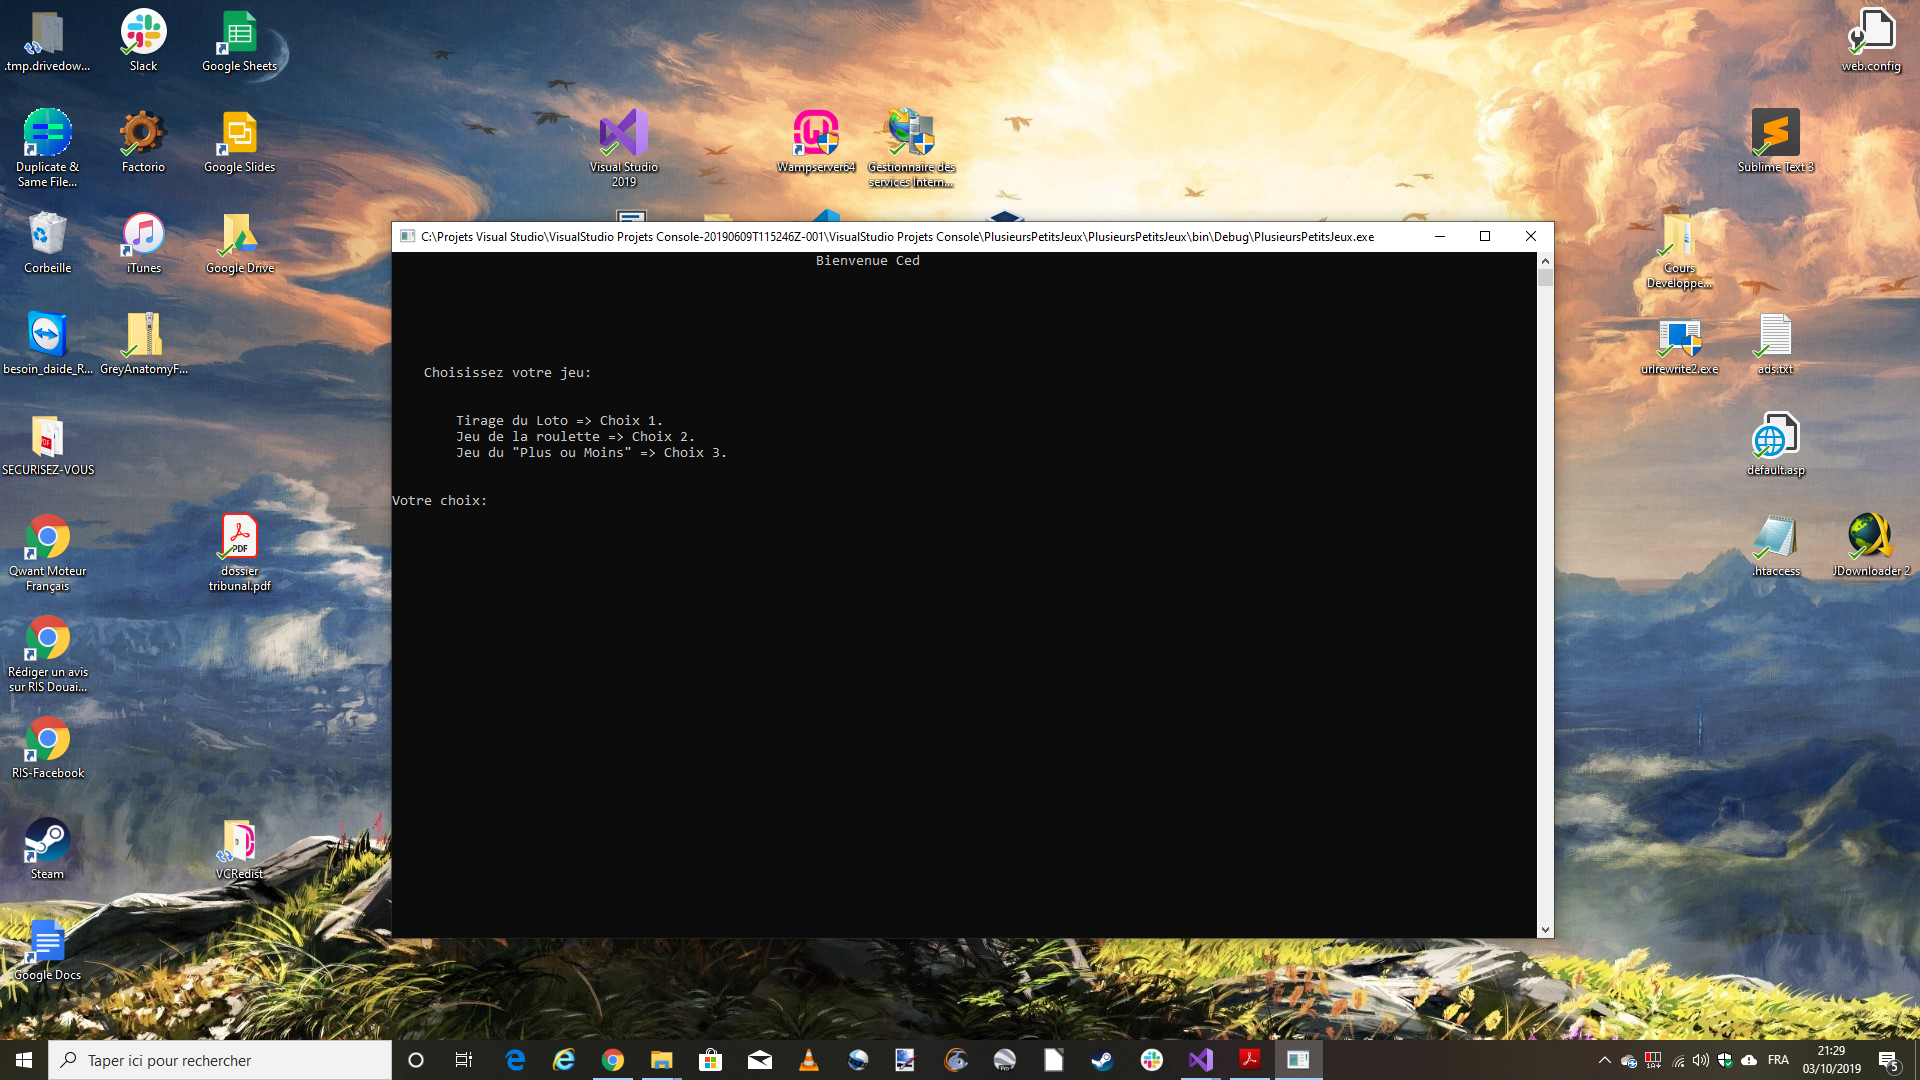 .tmp.drivedow...
Slack
Google Sheets
web.config
Duplicate &
Same File...
Factorio
Google Slides
Visual Studio
2019
Wampserver64
Gestionnaire des
services Intern...
Sublime Text 3
Corbeille
iTunes
Google Drive
Cours
Developpe...
C:\Projets Visual Studio\VisualStudio Projets Console-20190609T115246Z-001\VisualStudio Projets Console\PlusieursPetitsJeux\PlusieursPetitsJeux\bin\Debug\PlusieursPetitsJeux.exe
Bienvenue Ced
Choisissez votre jeu:
Tirage du Loto => Choix 1.
Jeu de la roulette => Choix 2.
Jeu du "Plus ou Moins" => Choix 3.
Votre choix:
besoin_daide_R...
GreyAnatomyF...
urlrewrite2.exe
ads.txt
PDF
SECURISEZ-VOUS
default.asp
Qwant Moteur
Français
PDF
dossier
tribunal.pdf
.htaccess
JDownloader 2
Rédiger un avis
sur RIS Douai...
RIS-Facebook
Steam
VCRedist
Google Docs
Taper ici pour rechercher
FRA
21:29
03/10/2019
5